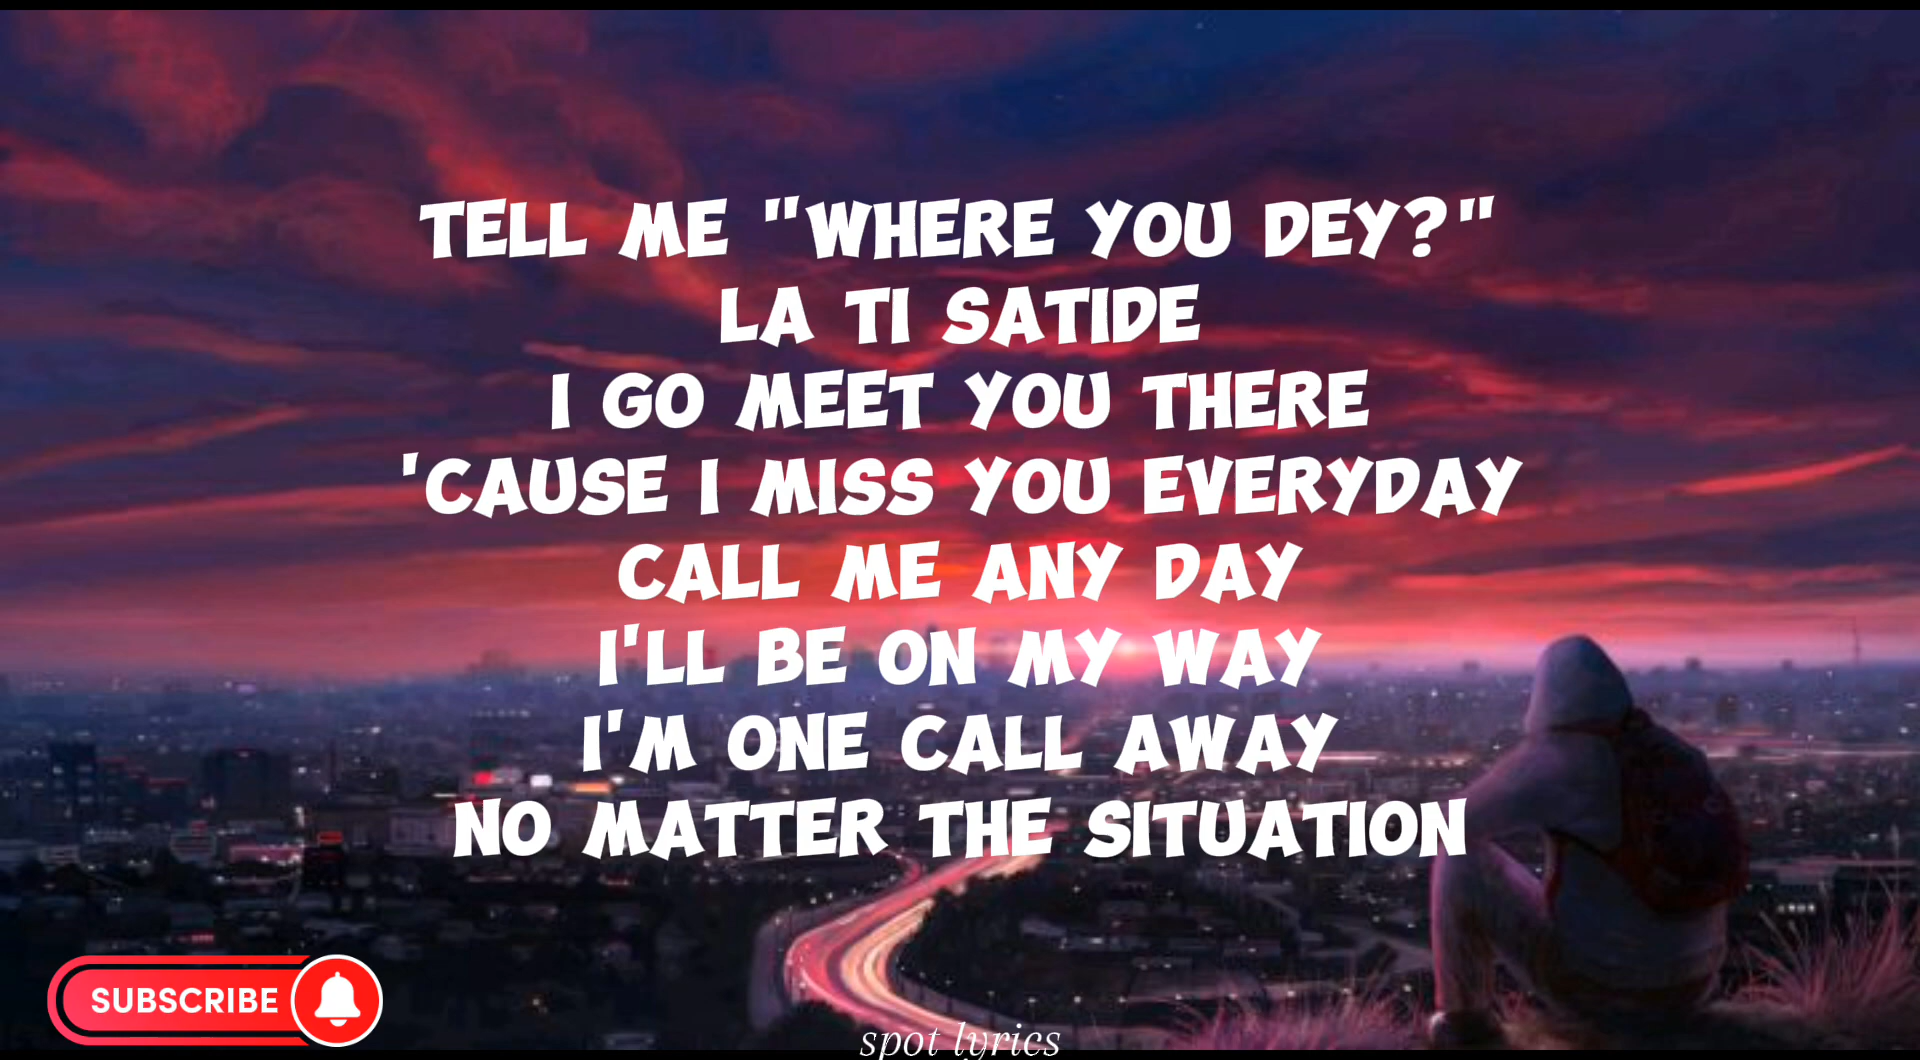 TELL ME "WHERE YOU DEY?"
LA TI SATIDE
I GO MEET YOU THERE
'CAUSE I MISS YOU EVERYDAY
CALL ME ANY DAY
I'LL BE ON MY WAY
I'M ONE CALL AWAY
NO MATTER THE SITUATION
SUBSCRIBE
spot lyrics